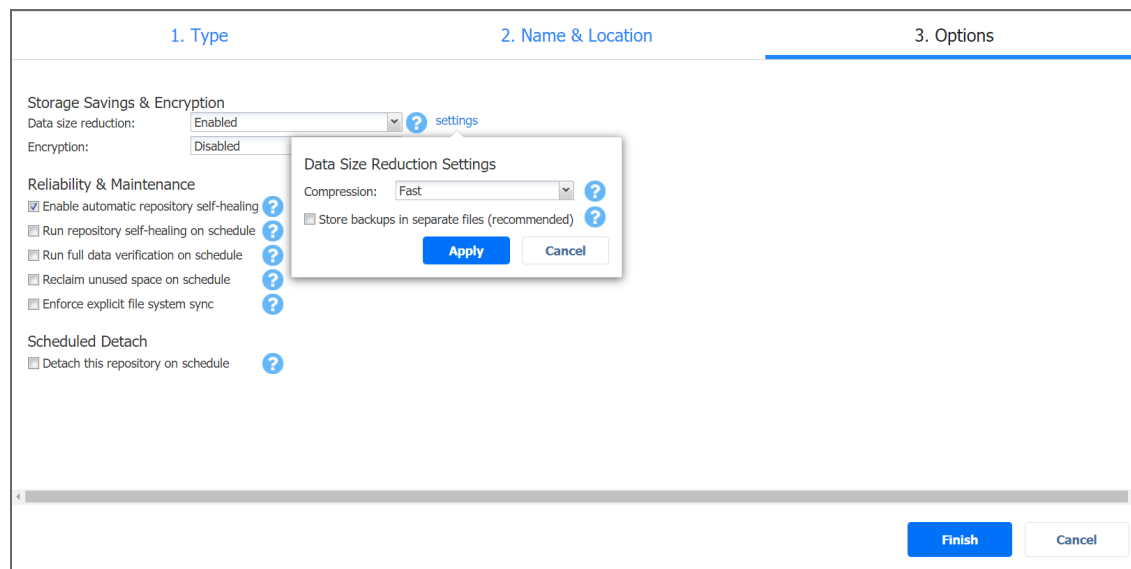 1. Type
2. Name & Location
3. Options
Storage Savings & Encryption
Data size reduction: Enabled ? settings
Encryption: Disabled
Data Size Reduction Settings
Compression: Fast ?
Store backups in separate files (recommended) ?
Apply Cancel
Reliability & Maintenance
Enable automatic repository self-healing ?
Run repository self-healing on schedule ?
Run full data verification on schedule ?
Reclaim unused space on schedule ?
Enforce explicit file system sync ?
Scheduled Detach
Detach this repository on schedule ?
Finish Cancel